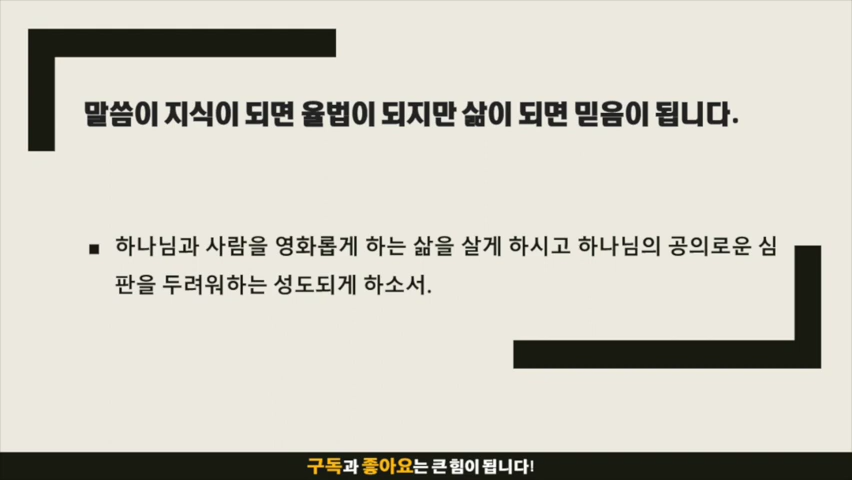 말씀이 지식이 되면 율법이 되지만 삶이 되면 믿음이 됩니다.
■ 하나님과 사람을 영화롭게 하는 삶을 살게 하시고 하나님의 공의로운 심
판을 두려워하는 성도되게 하소서.
구독과 좋아요는 큰 힘이 됩니다!